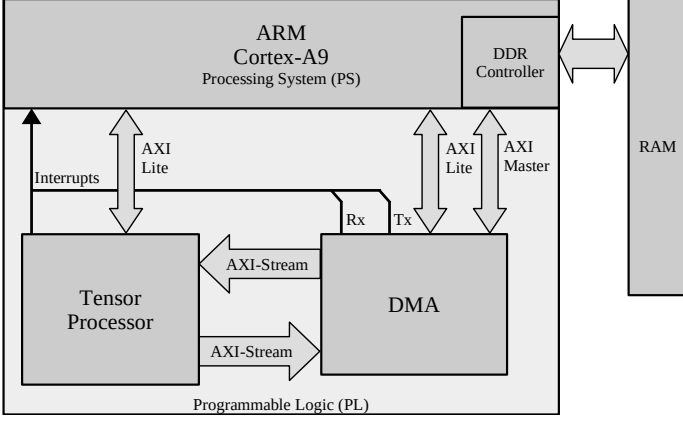 ARM
Cortex-A9
Processing System (PS)
DDR
Controller
RAM
AXI
Lite
AXI
Lite
AXI
Master
Interrupts
Rx
Tx
AXI-Stream
Tensor
Processor
DMA
AXI-Stream
Programmable Logic (PL)